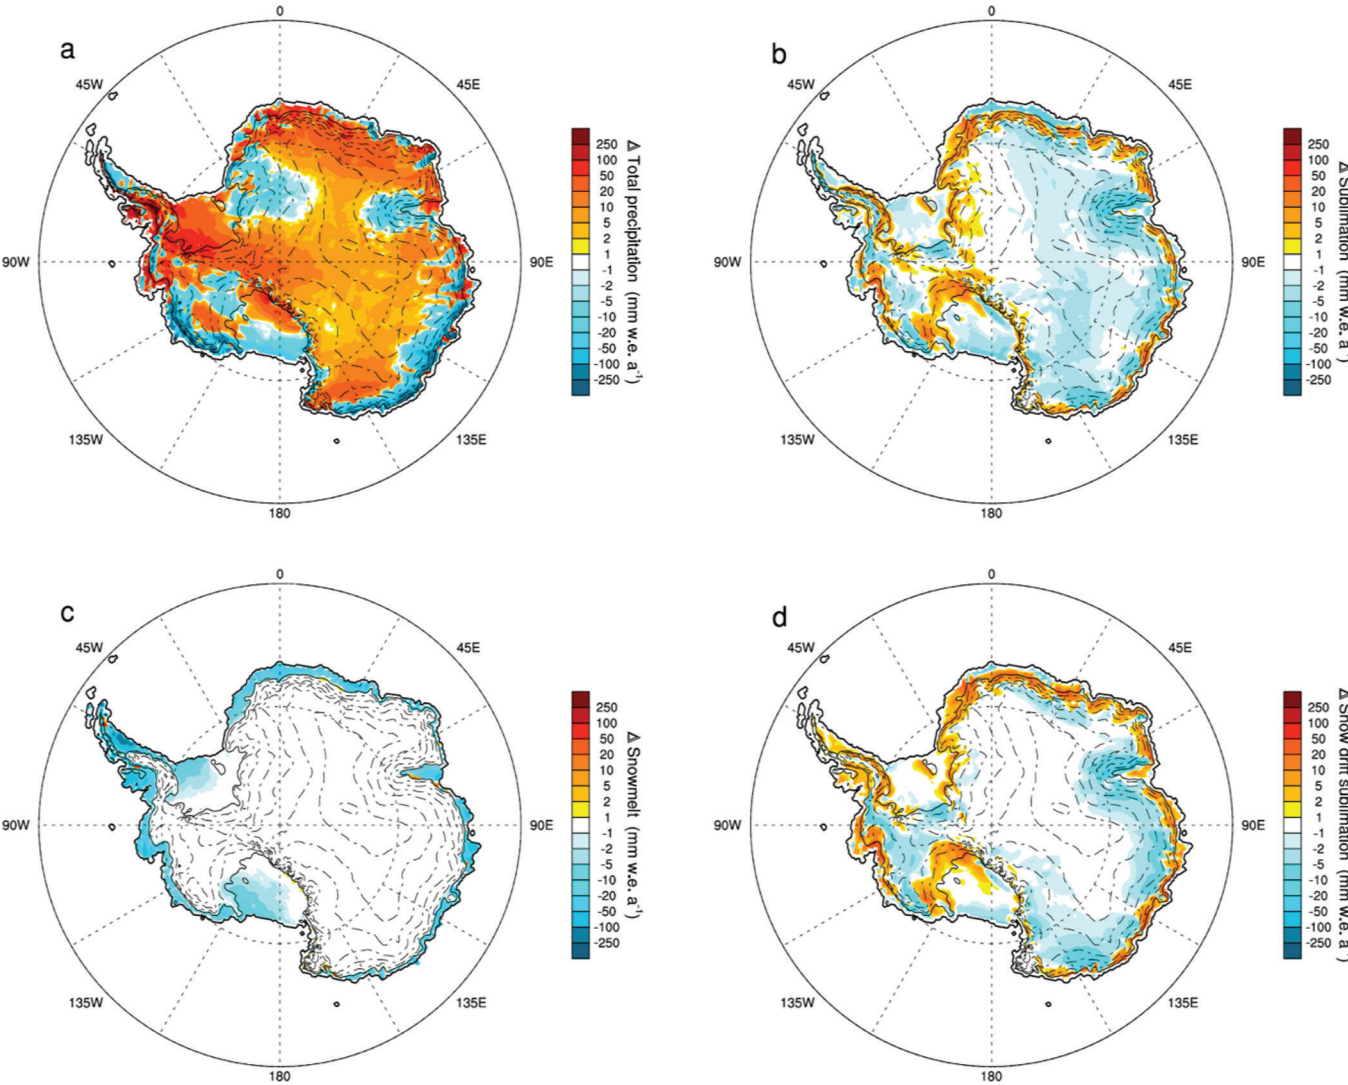 a
0
45W
45E
90W
90E
135W
135E
180
250
100
50
20
10
5
2
1
-1
-2
-5
-10
-20
-50
-100
-250
Δ Total precipitation (mm w.e. a-1)
b
0
45W
45E
90W
90E
135W
135E
180
250
100
50
20
10
5
2
1
-1
-2
-5
-10
-20
-50
-100
-250
Δ Sublimation (mm w.e. a-1)
c
0
45W
45E
90W
90E
135W
135E
180
250
100
50
20
10
5
2
1
-1
-2
-5
-10
-20
-50
-100
-250
Δ Snowmelt (mm w.e. a-1)
d
0
45W
45E
90W
90E
135W
135E
180
250
100
50
20
10
5
2
1
-1
-2
-5
-10
-20
-50
-100
-250
Δ Snow drift sublimation (mm w.e. a-1)